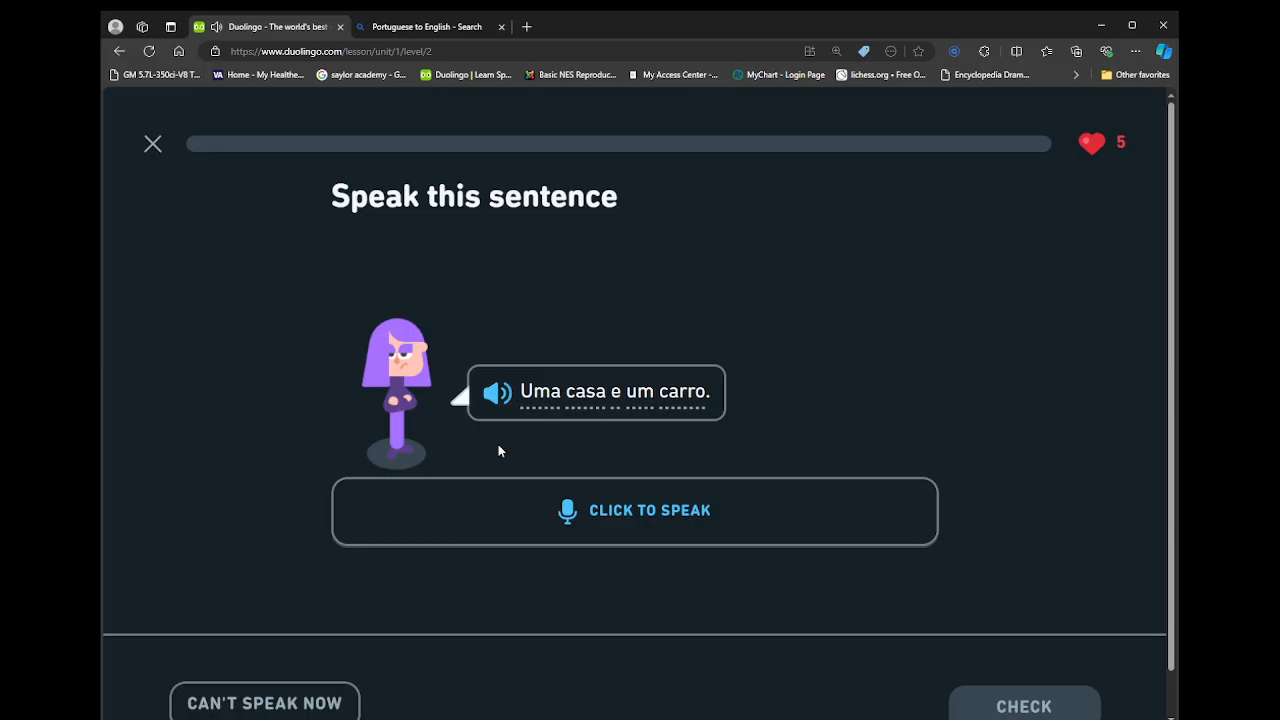 Duolingo - The world's best
Portuguese to English - Search
https://www.duolingo.com/lesson/unit/1/level/2
GM 5.7L-350ci-V8 T...
Home - My Healthe...
saylor academy - G...
Duolingo | Learn Sp...
Basic NES Reproduc...
My Access Center -...
MyChart - Login Page
lichess.org • Free O...
Encyclopedia Dram...
Other favorites
5
Speak this sentence
Uma casa e um carro.
CLICK TO SPEAK
CAN'T SPEAK NOW
CHECK